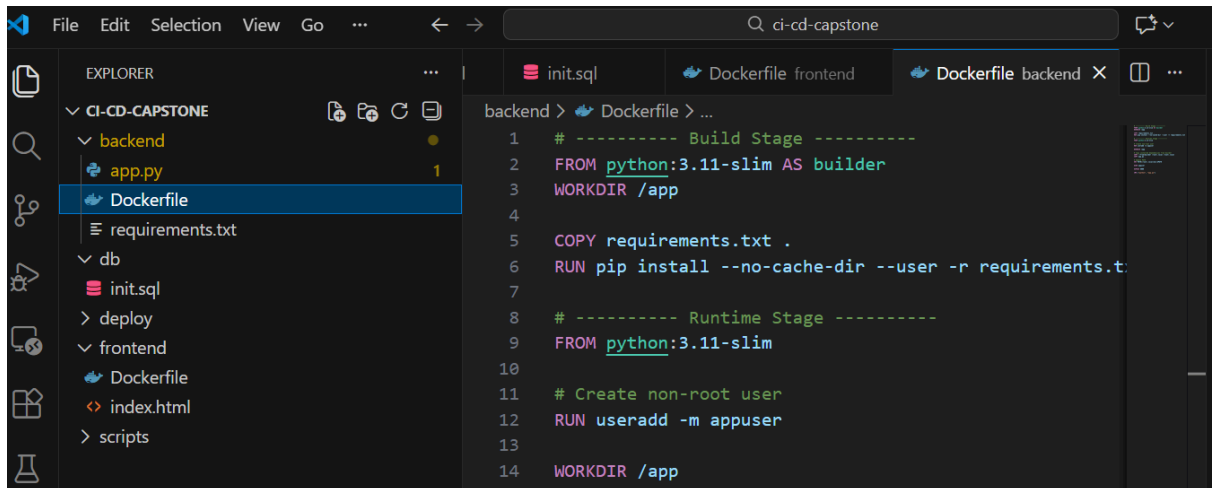 File Edit Selection View Go ...
ci-cd-capstone
EXPLORER
CI-CD-CAPSTONE
backend
app.py 1
Dockerfile
requirements.txt
db
init.sql
deploy
frontend
Dockerfile
index.html
scripts
init.sql Dockerfile frontend Dockerfile backend
backend > Dockerfile > ...
1 # ---------- Build Stage ----------
2 FROM python:3.11-slim AS builder
3 WORKDIR /app
4
5 COPY requirements.txt .
6 RUN pip install --no-cache-dir --user -r requirements.t
7
8 # ---------- Runtime Stage ----------
9 FROM python:3.11-slim
10
11 # Create non-root user
12 RUN useradd -m appuser
13
14 WORKDIR /app